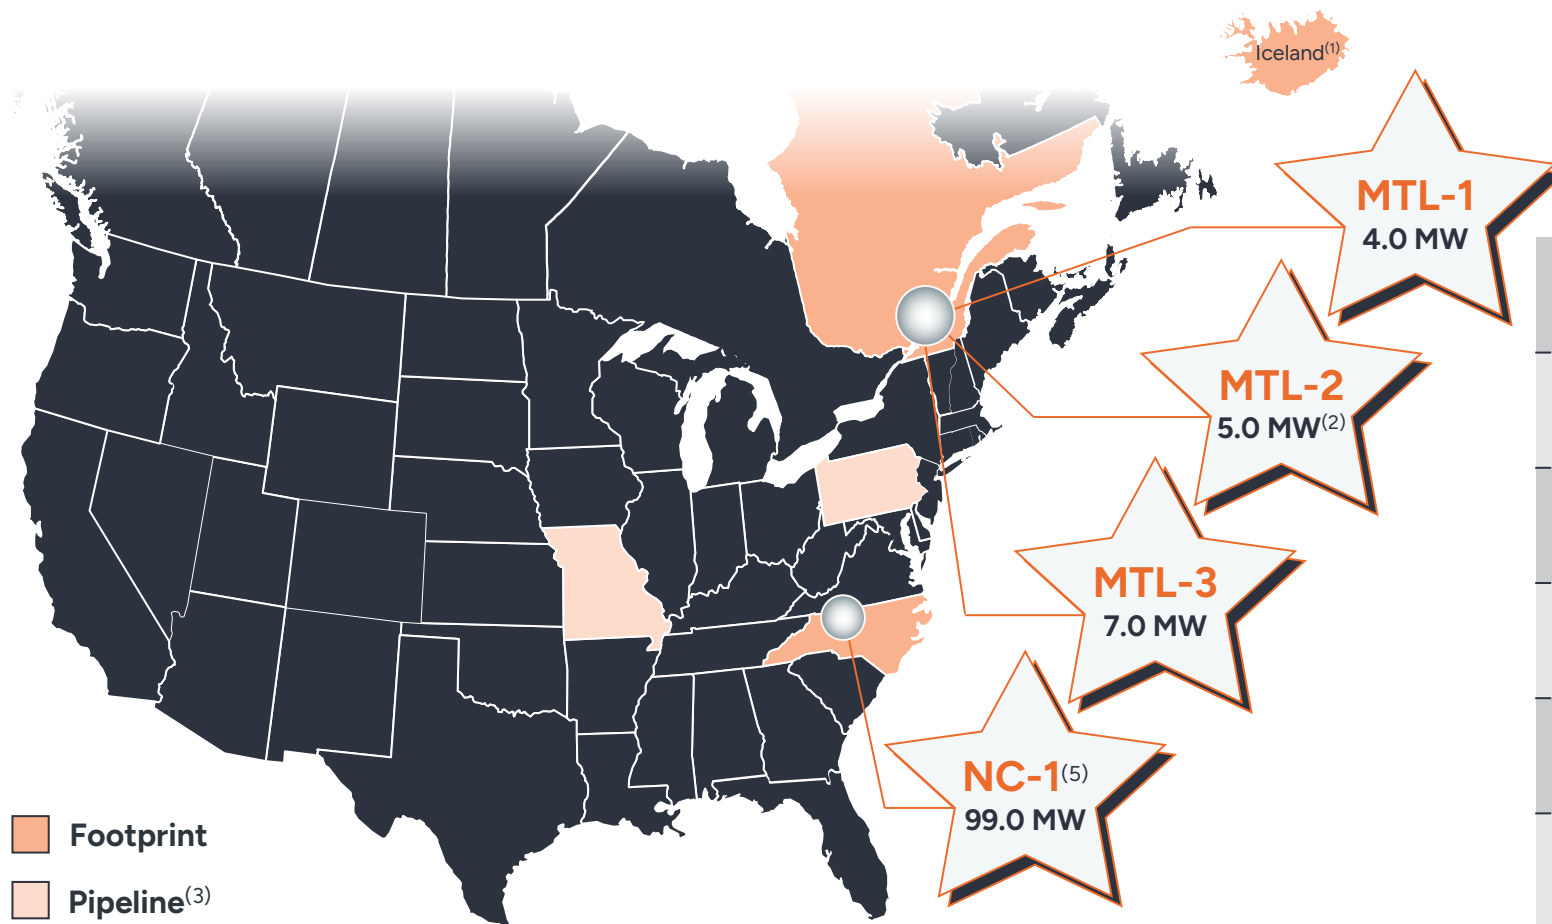 Iceland(1)
MTL-1
4.0 MW
MTL-2
5.0 MW(2)
MTL-3
7.0 MW
NC-1(5)
99.0 MW
Footprint
Pipeline(3)